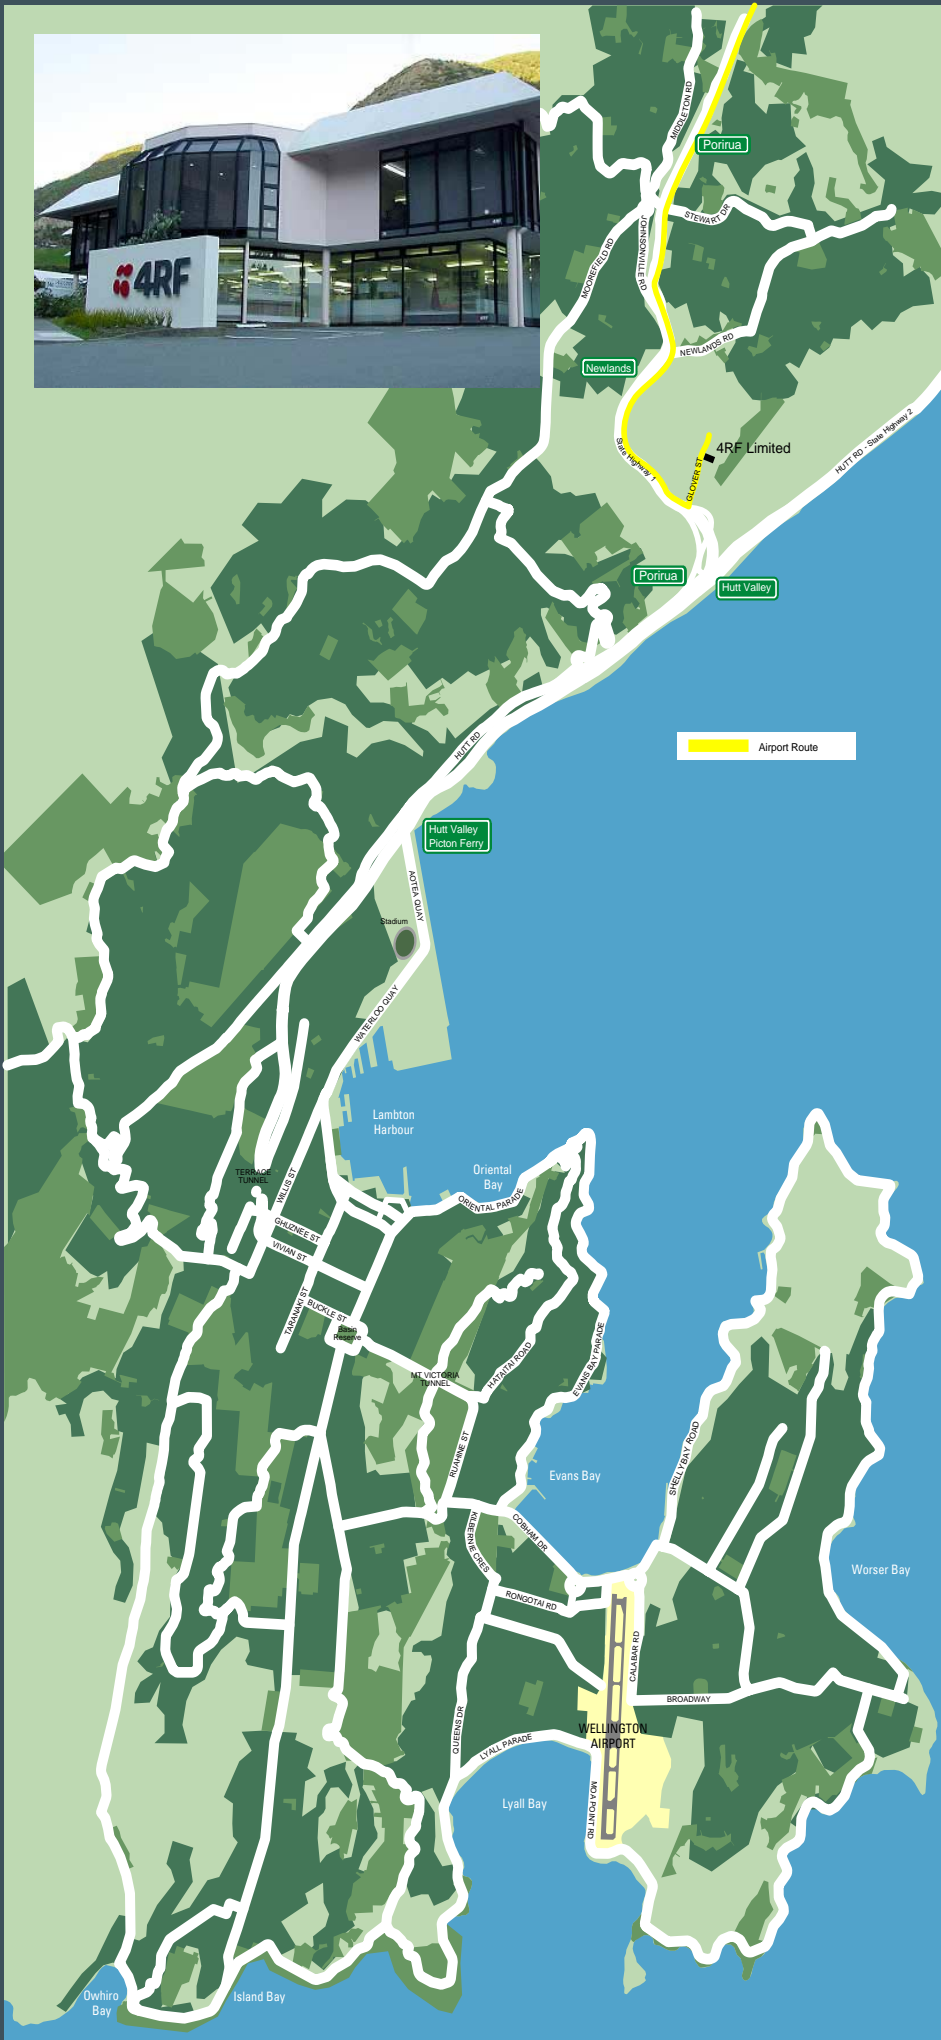 4RF
MIDDLETON RD
Porirua
STEWART DR
JOHNSONVILLE RD
MOOREFIELD RD
NEWLANDS RD
Newlands
HUTT RD - State Highway 2
State Highway 1
4RF Limited
GLOVER ST
Porirua
Hutt Valley
HUTT RD
Airport Route
Hutt Valley
Picton Ferry
AOTEA QUAY
Stadium
WATERLOO QUAY
Lambton
Harbour
Oriental
Bay
TERRACE
TUNNEL
WILLIS ST
ORIENTAL PARADE
GHUZNEE ST
VIVIAN ST
TARANAKI ST
BUCKLE ST
Basin
Reserve
MT VICTORIA
TUNNEL
HATAITAI ROAD
EVANS BAY PARADE
RUAHINE ST
SHELLY BAY ROAD
Evans Bay
KILBERNIE CRES
COBHAM DR
Worser Bay
RONGOTAI RD
CALABAR RD
BROADWAY
QUEENS DR
WELLINGTON
AIRPORT
LYALL PARADE
MOA POINT RD
Lyall Bay
Owhiro
Bay
Island Bay